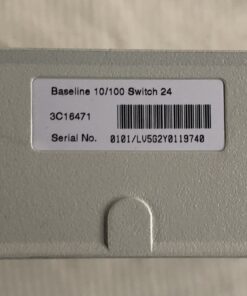 Baseline 10/100 Switch 24
3C16471
Serial No. 0101/LV5G2Y0119740